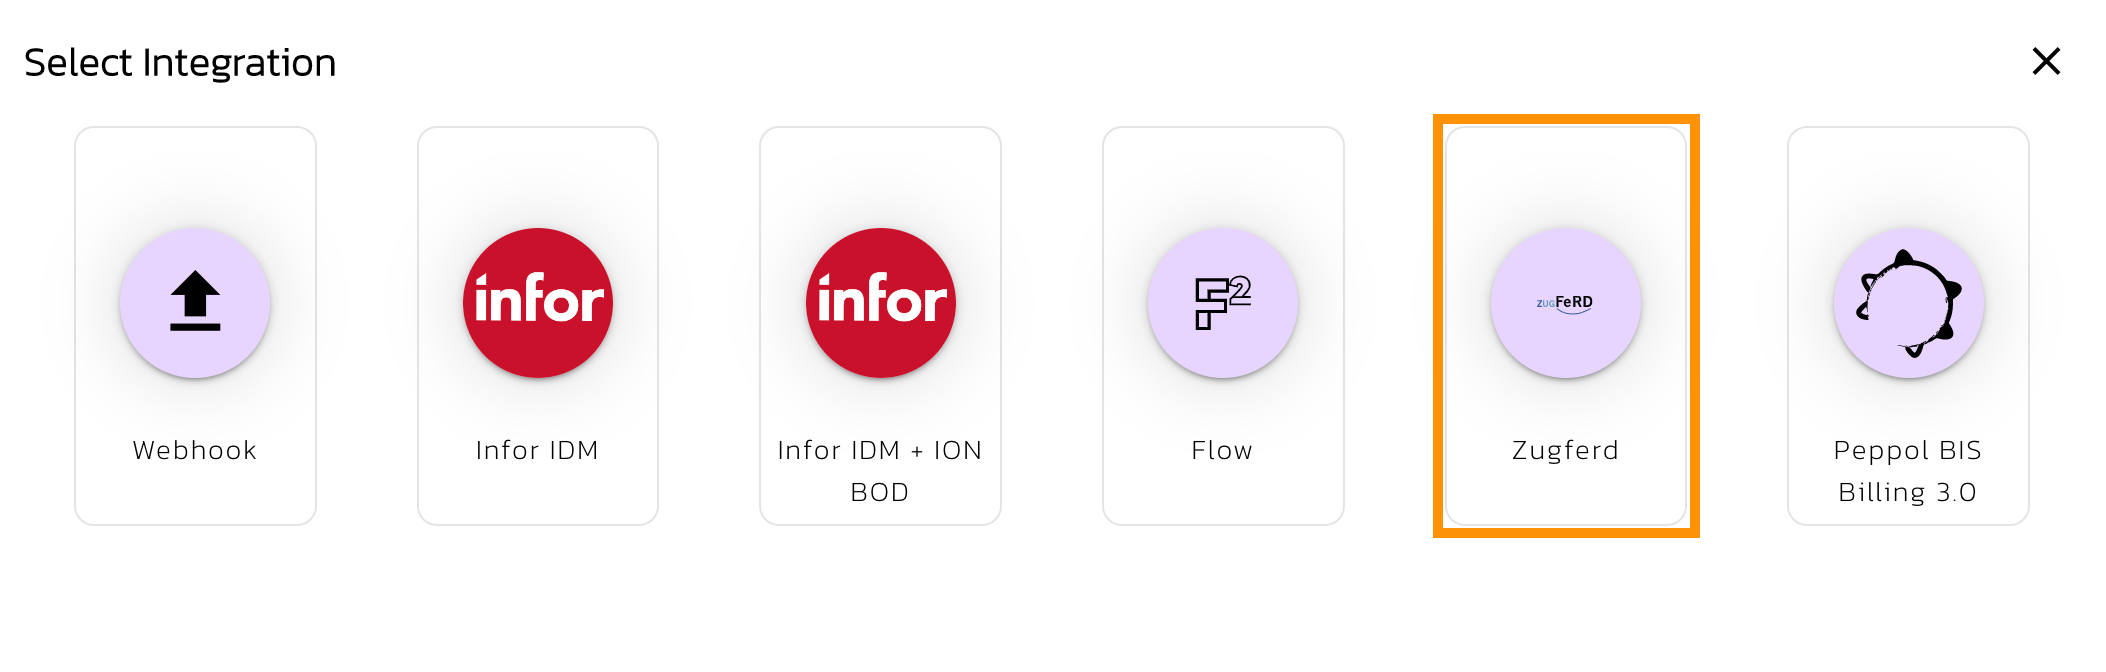 Select Integration
infor
infor
F2
ZUGFeRD
Webhook
Infor IDM
Infor IDM + ION
BOD
Flow
Zugferd
Peppol BIS
Billing 3.0